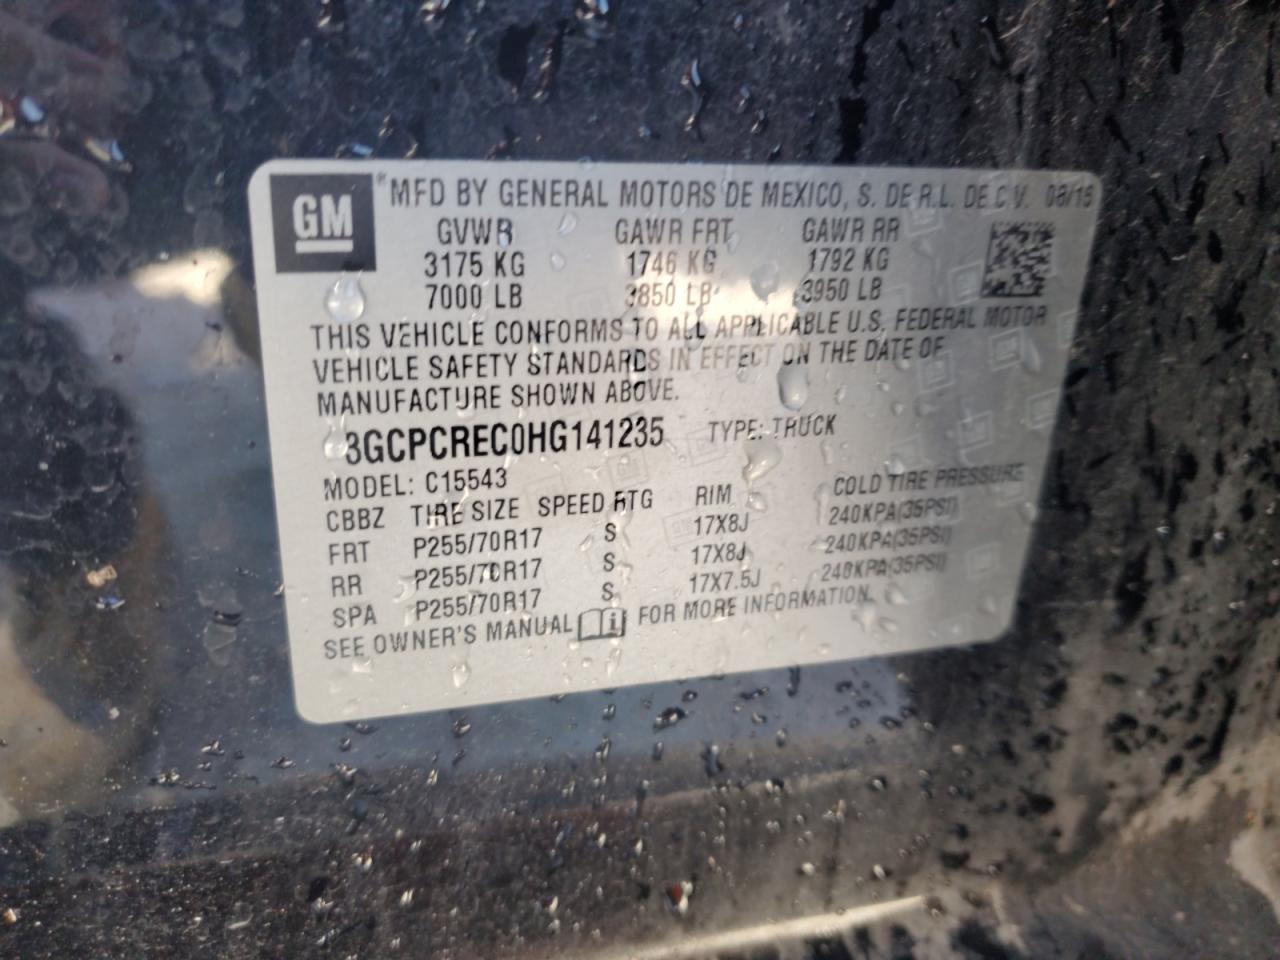 GM
MFD BY GENERAL MOTORS DE MEXICO, S. DE R.L. DE C.V.
GVWR GAWR FRT GAWR RR
3175 KG 1746 KG 1792 KG
7000 LB 3850 LB 3950 LB
THIS VEHICLE CONFORMS TO ALL APPLICABLE U.S. FEDERAL MOTOR
VEHICLE SAFETY STANDARDS IN EFFECT ON THE DATE OF
MANUFACTURE SHOWN ABOVE.
3GCPCREC0HG141235 TYPE: TRUCK
MODEL: C15543
CBBZ TIRE SIZE SPEED RTG RIM COLD TIRE PRESSURE
FRT P255/70R17 S 17X8J 240KPA(35PSI)
RR P255/70R17 S 17X8J 240KPA(35PSI)
SPA P255/70R17 S 17X7.5J 240KPA(35PSI)
SEE OWNER'S MANUAL FOR MORE INFORMATION.